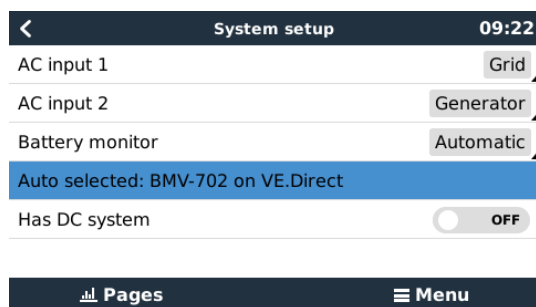 System setup 09:22
AC input 1 Grid
AC input 2 Generator
Battery monitor Automatic
Auto selected: BMV-702 on VE.Direct
Has DC system OFF
Pages Menu